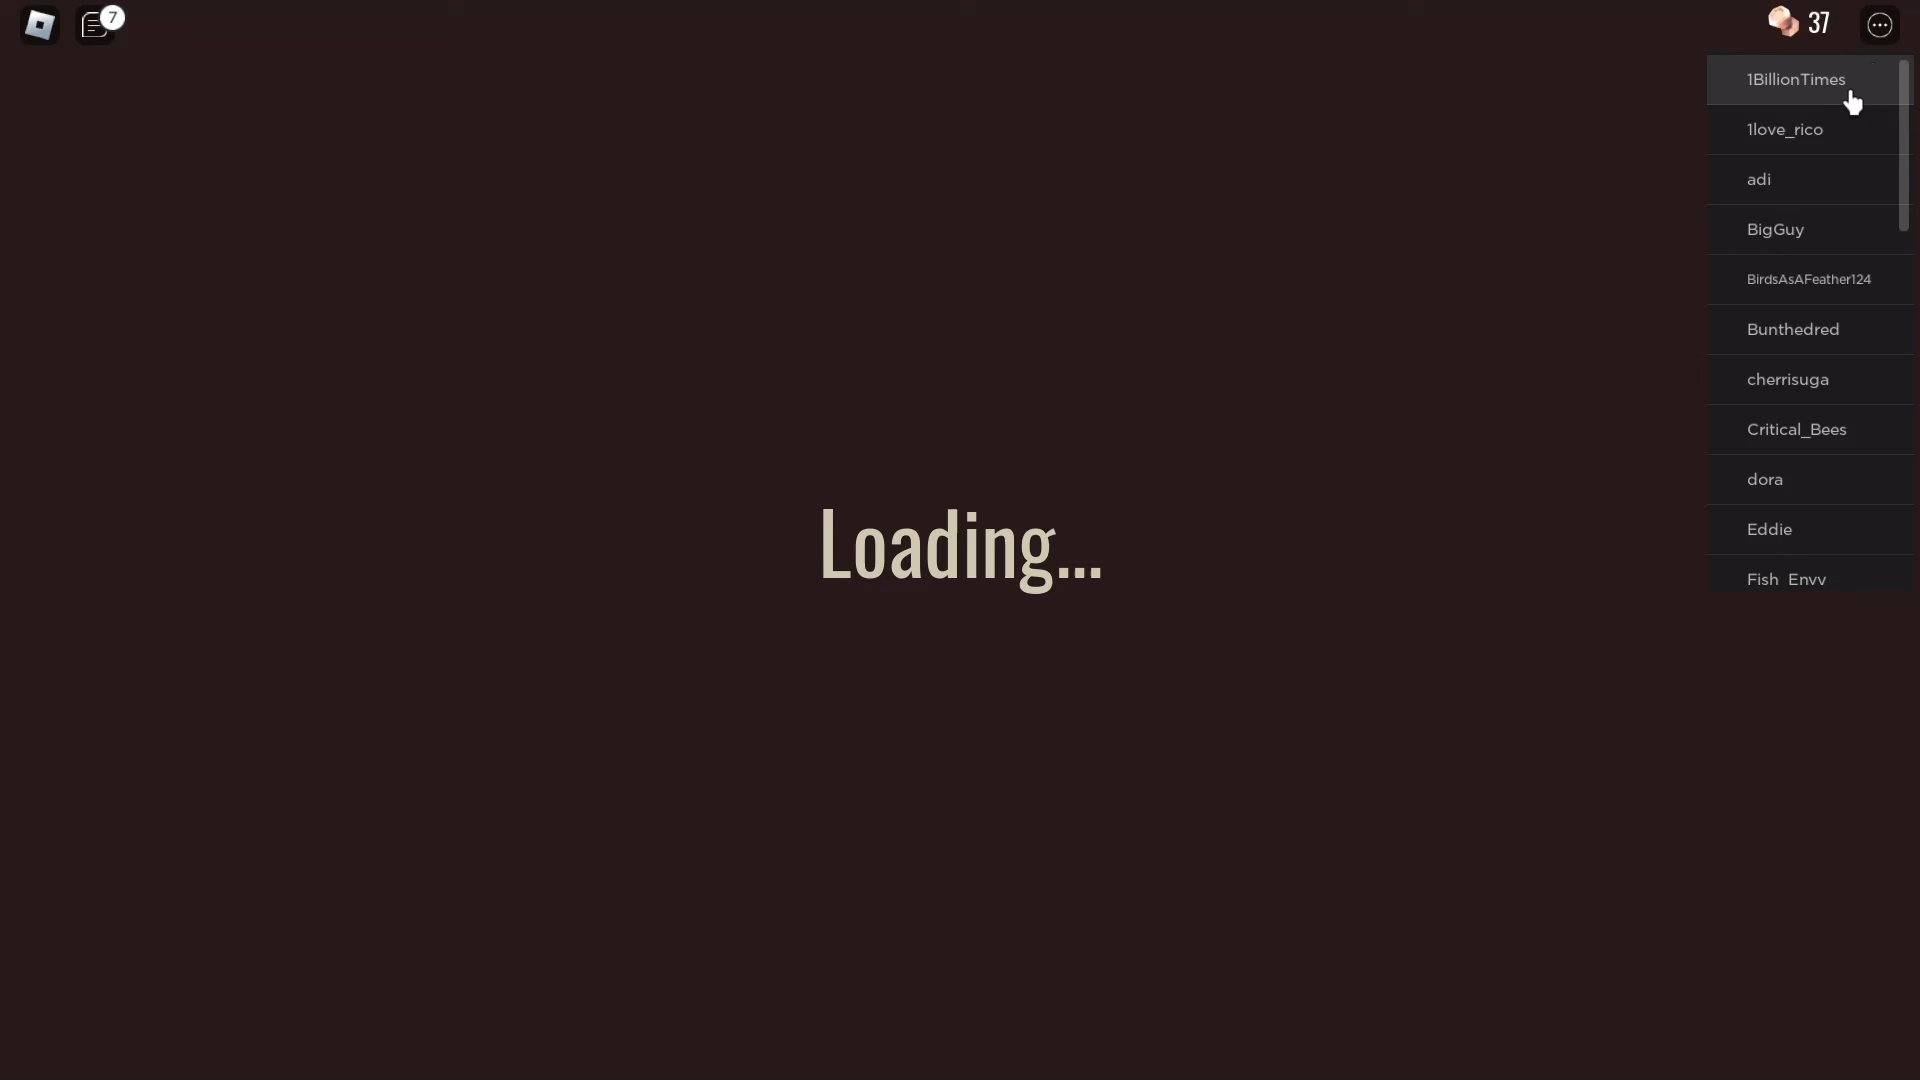 7
37
1BillionTimes
1love_rico
adi
BigGuy
BirdsAsAFeather124
Bunthedred
cherrisuga
Critical_Bees
dora
Eddie
Fish_Envy
Loading...